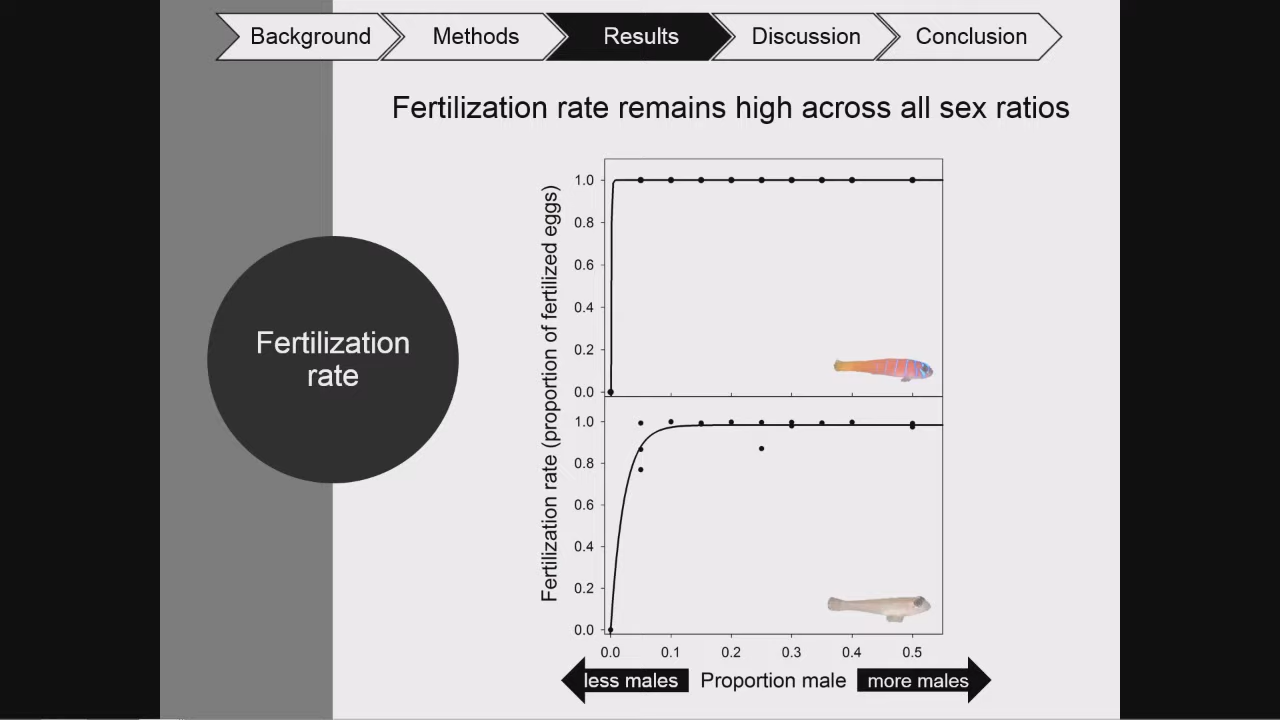 Background Methods Results Discussion Conclusion
Fertilization rate remains high across all sex ratios
Fertilization
rate
Fertilization rate (proportion of fertilized eggs)
1.0
0.8
0.6
0.4
0.2
0.0
1.0
0.8
0.6
0.4
0.2
0.0
0.0 0.1 0.2 0.3 0.4 0.5
less males Proportion male more males